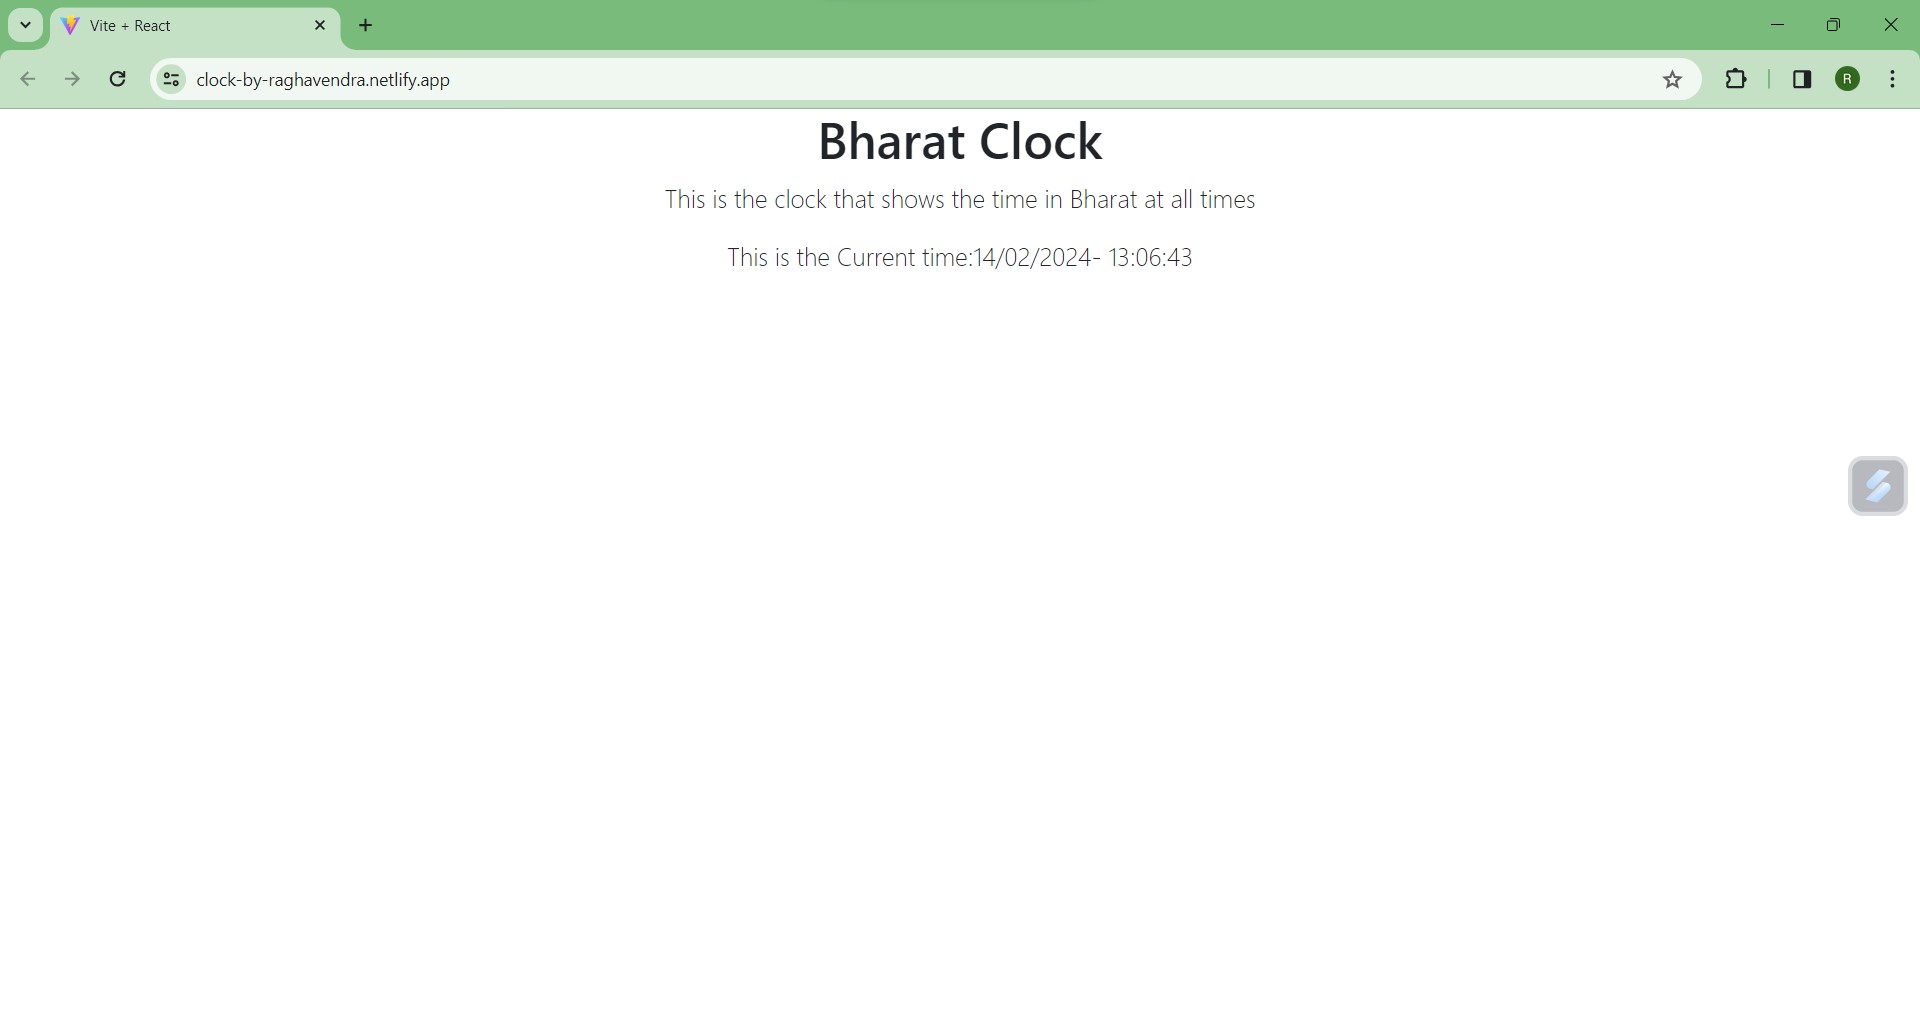 Vite + React
clock-by-raghavendra.netlify.app
R
Bharat Clock
This is the clock that shows the time in Bharat at all times
This is the Current time:14/02/2024- 13:06:43